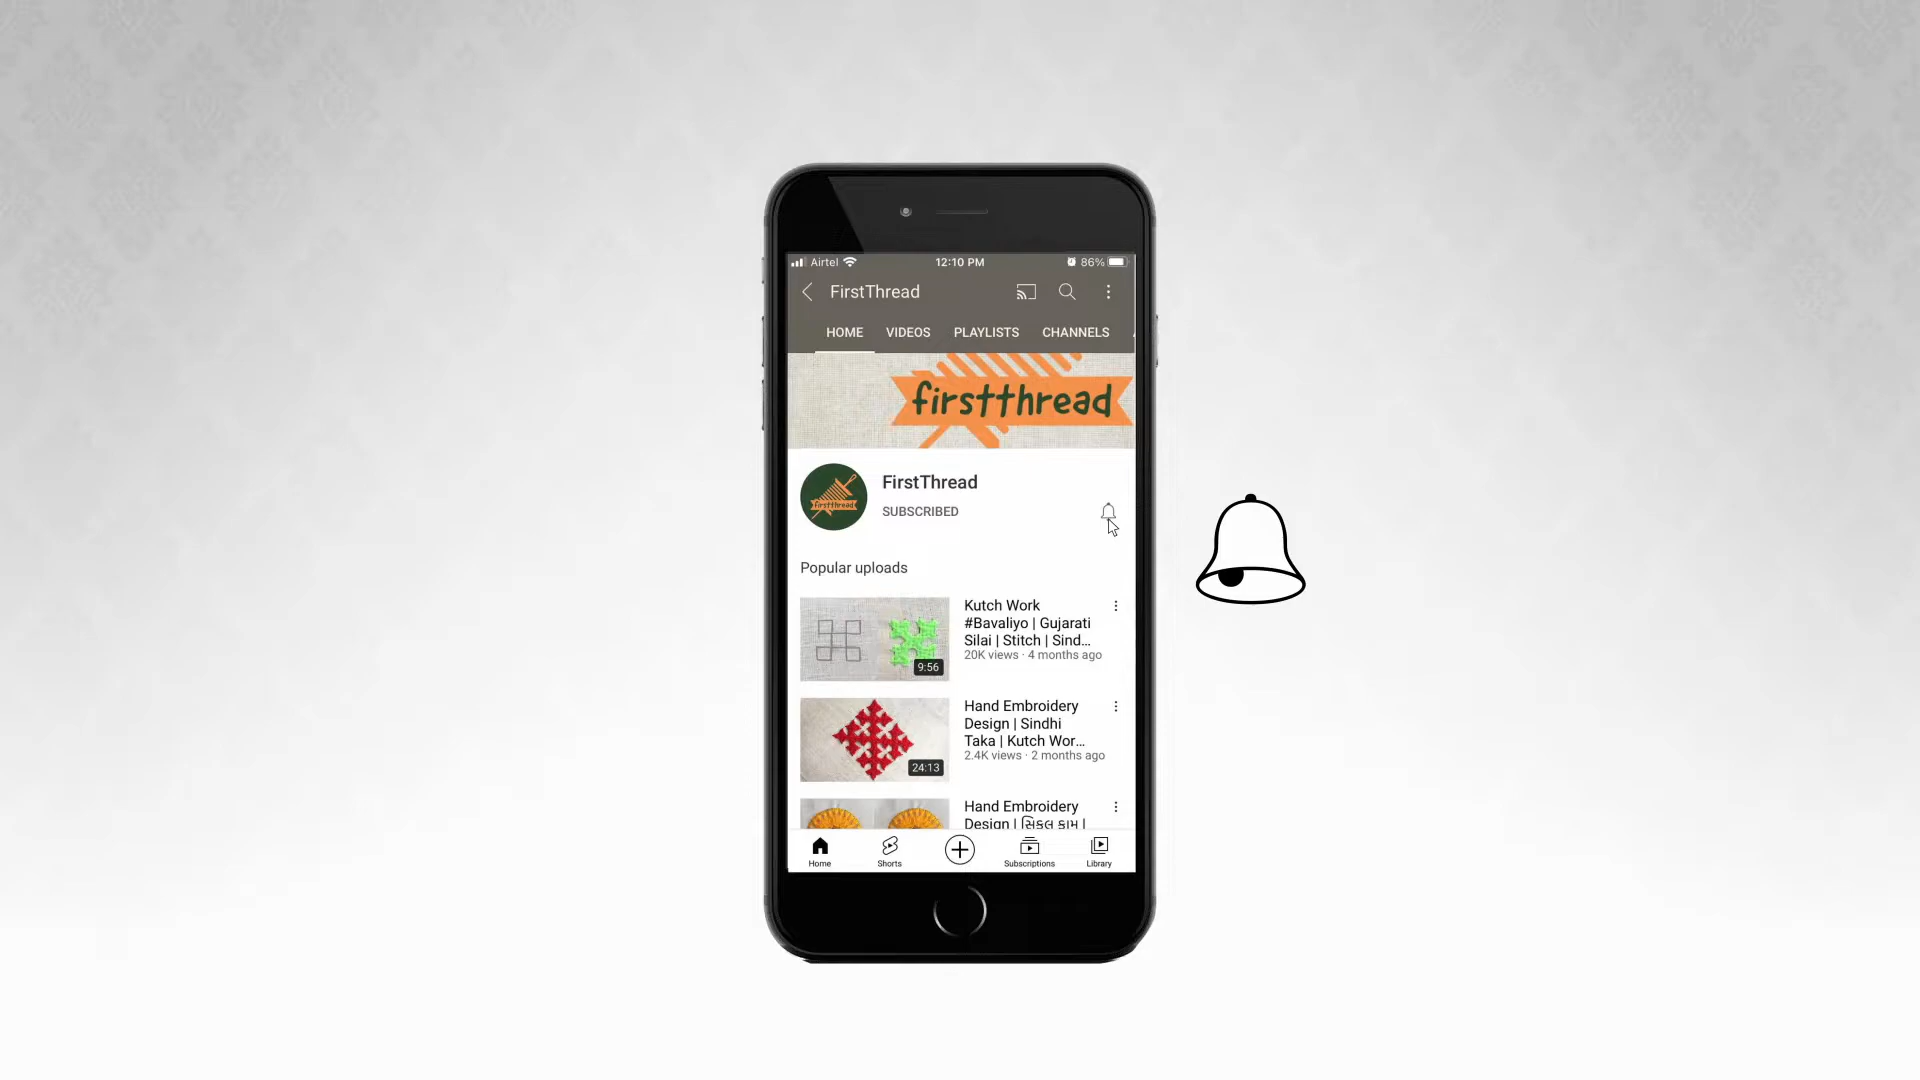 Airtel 12:10 PM 86%
FirstThread
HOME VIDEOS PLAYLISTS CHANNELS
firstthread
firstthread
FirstThread
SUBSCRIBED
Popular uploads
Kutch Work
#Bavaliyo | Gujarati
Silai | Stitch | Sind...
20K views · 4 months ago
9:56
Hand Embroidery
Design | Sindhi
Taka | Kutch Wor...
2.4K views · 2 months ago
24:13
Hand Embroidery
Design |
Home Shorts Subscriptions Library